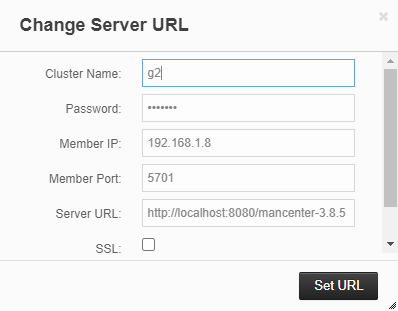 Change Server URL
Cluster Name: g2
Password: •••••••
Member IP: 192.168.1.8
Member Port: 5701
Server URL: http://localhost:8080/mancenter-3.8.5
SSL:
Set URL